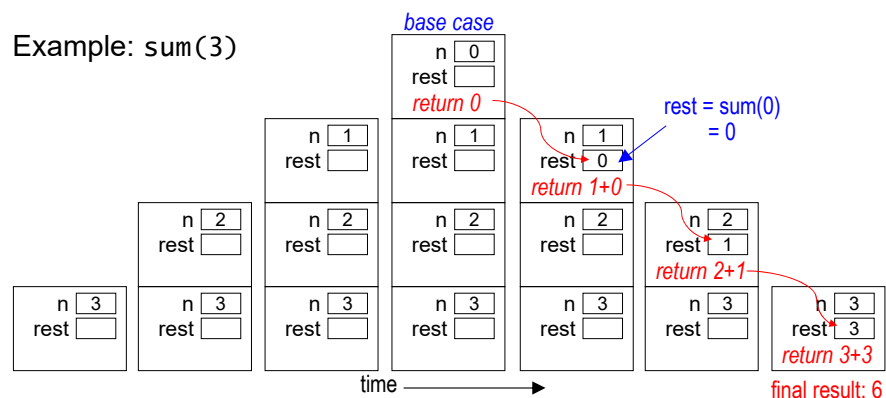 base case
Example: sum(3)
n 0
rest
return 0
rest = sum(0)
= 0
n 1
rest
n 1
rest
n 1
rest 0
return 1+0
n 2
rest
n 2
rest
n 2
rest
n 2
rest 1
return 2+1
n 3
rest
n 3
rest
n 3
rest
n 3
rest
n 3
rest
n 3
rest
n 3
rest 3
return 3+3
time
final result: 6